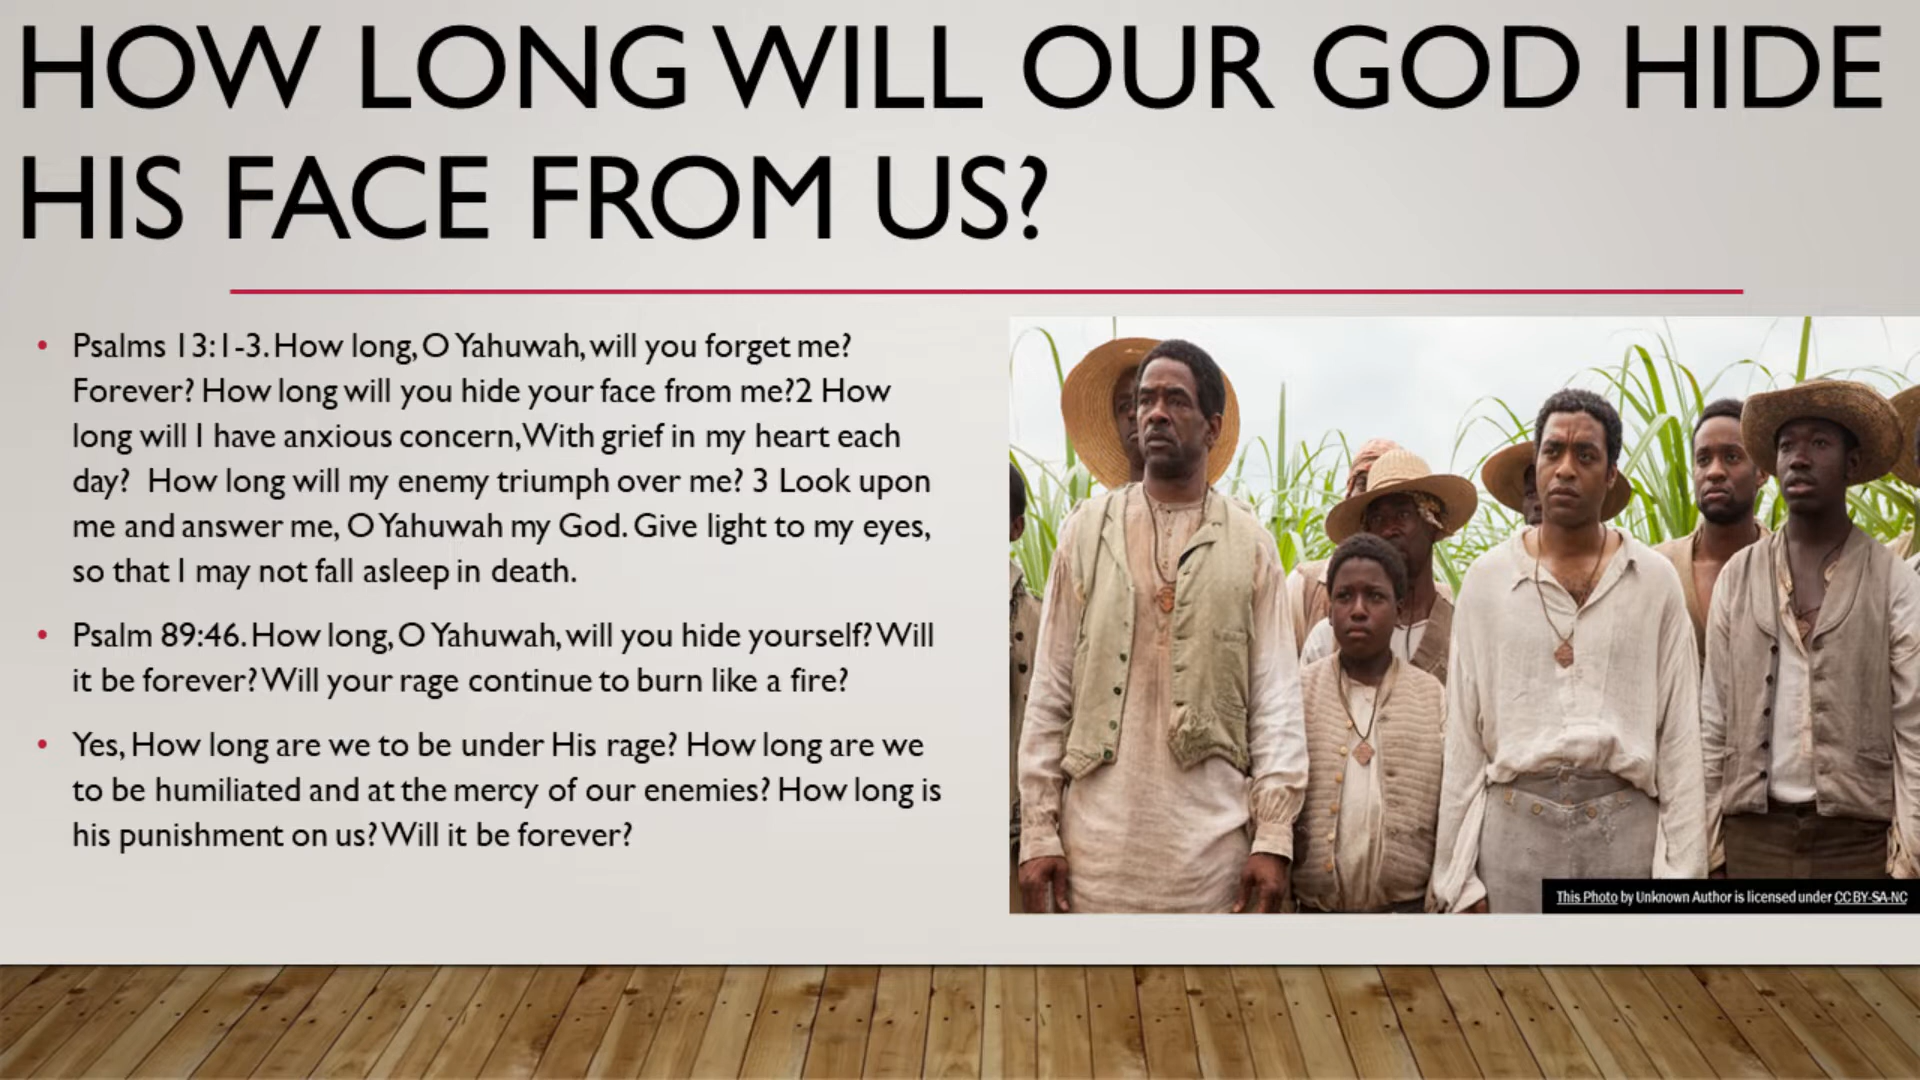 HOW LONG WILL OUR GOD HIDE
HIS FACE FROM US?
• Psalms 13:1-3. How long, O Yahuwah, will you forget me?
Forever? How long will you hide your face from me?2 How
long will I have anxious concern, With grief in my heart each
day? How long will my enemy triumph over me? 3 Look upon
me and answer me, O Yahuwah my God. Give light to my eyes,
so that I may not fall asleep in death.
• Psalm 89:46. How long, O Yahuwah, will you hide yourself? Will
it be forever? Will your rage continue to burn like a fire?
• Yes, How long are we to be under His rage? How long are we
to be humiliated and at the mercy of our enemies? How long is
his punishment on us? Will it be forever?
This Photo by Unknown Author is licensed under CC BY-SA-NC